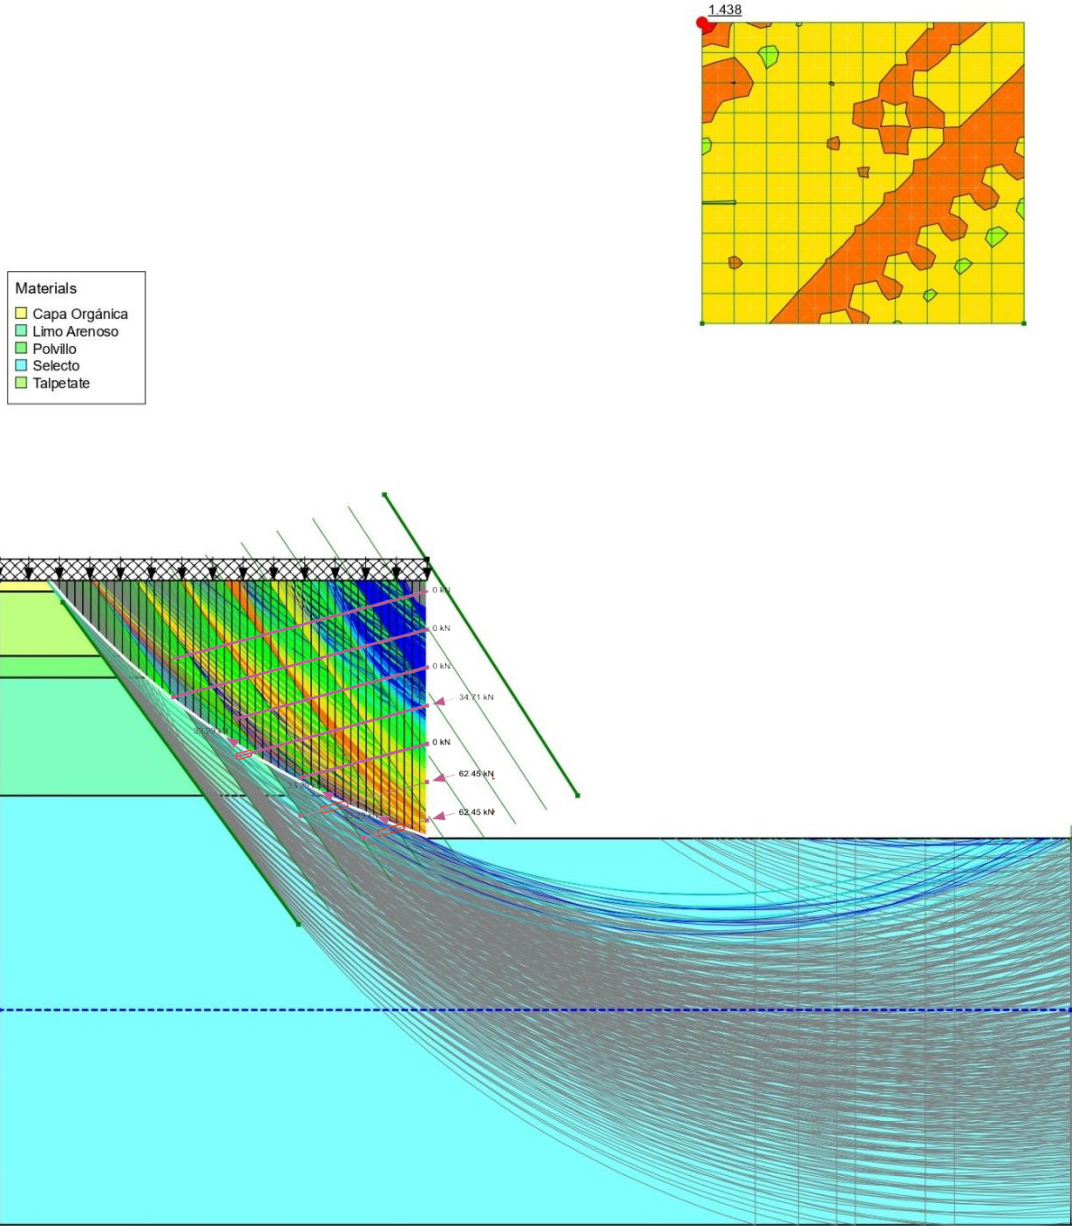 1.438
Materials
Capa Orgánica
Limo Arenoso
Polvillo
Selecto
Talpetate
0 kN
0 kN
0 kN
34.71 kN
0 kN
62.45 kN
62.45 kN